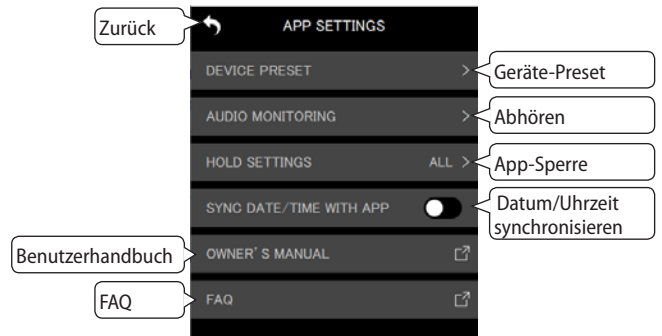 Zurück
APP SETTINGS
DEVICE PRESET
Geräte-Preset
AUDIO MONITORING
Abhören
HOLD SETTINGS ALL
App-Sperre
SYNC DATE/TIME WITH APP
Datum/Uhrzeit
synchronisieren
Benutzerhandbuch
OWNER'S MANUAL
FAQ
FAQ